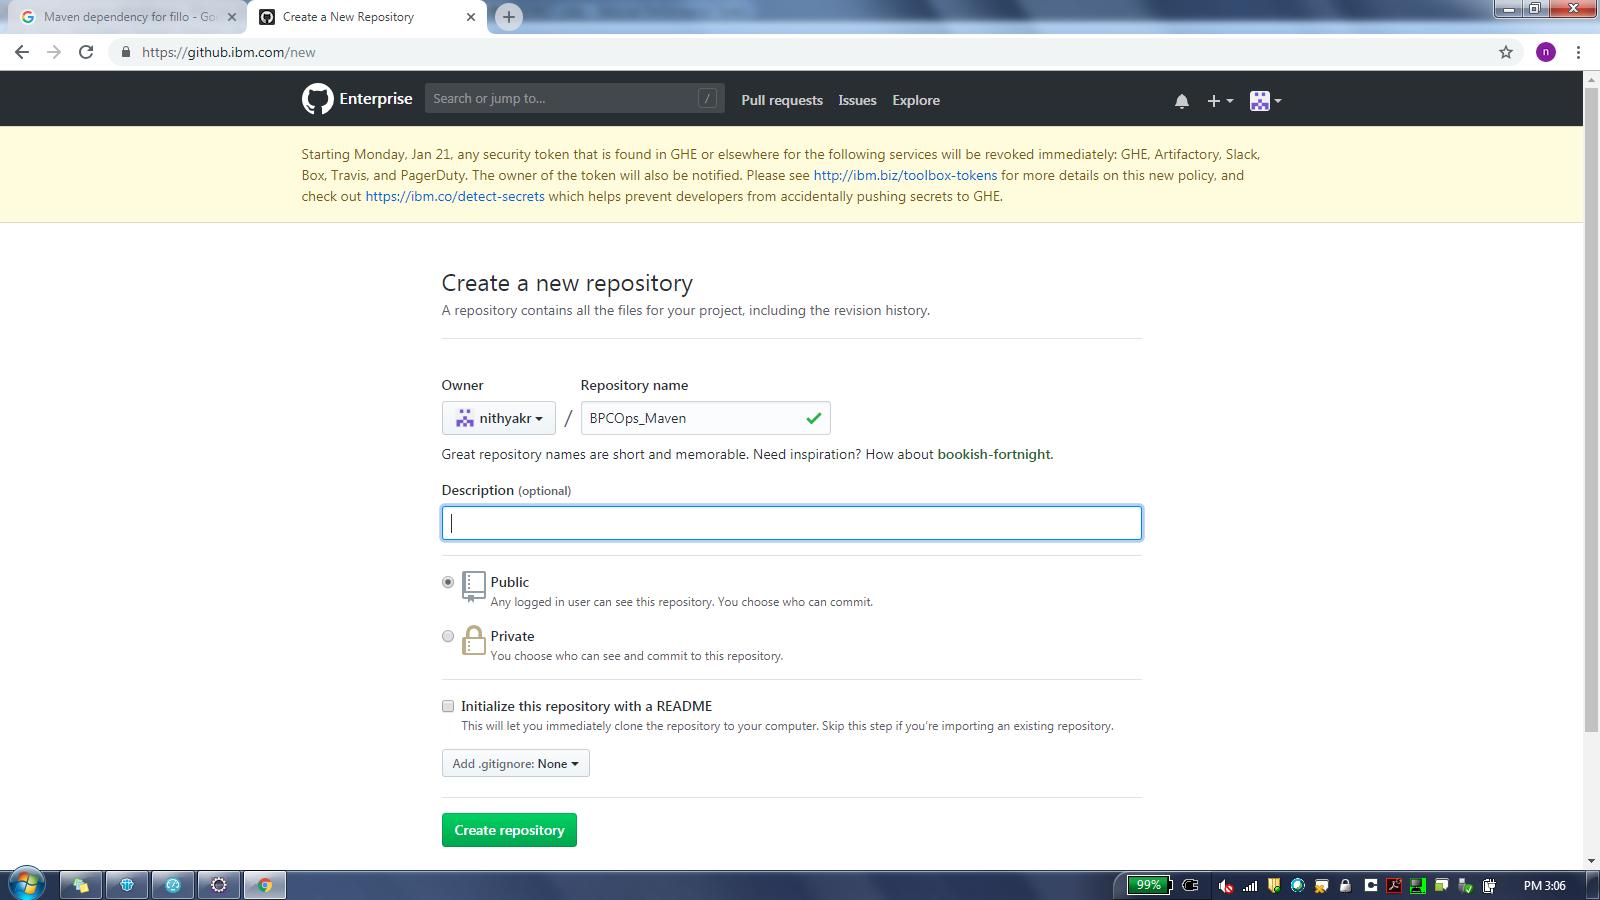 Maven dependency for fillo - Go
Create a New Repository
https://github.ibm.com/new
n
Enterprise
Search or jump to...
/
Pull requests
Issues
Explore
Starting Monday, Jan 21, any security token that is found in GHE or elsewhere for the following services will be revoked immediately: GHE, Artifactory, Slack,
Box, Travis, and PagerDuty. The owner of the token will also be notified. Please see http://ibm.biz/toolbox-tokens for more details on this new policy, and
check out https://ibm.co/detect-secrets which helps prevent developers from accidentally pushing secrets to GHE.
Create a new repository
A repository contains all the files for your project, including the revision history.
Owner
Repository name
nithyakr
/
BPCOps_Maven
Great repository names are short and memorable. Need inspiration? How about bookish-fortnight.
Description (optional)
Public
Any logged in user can see this repository. You choose who can commit.
Private
You choose who can see and commit to this repository.
Initialize this repository with a README
This will let you immediately clone the repository to your computer. Skip this step if you're importing an existing repository.
Add .gitignore: None
Create repository
99%
PM 3:06